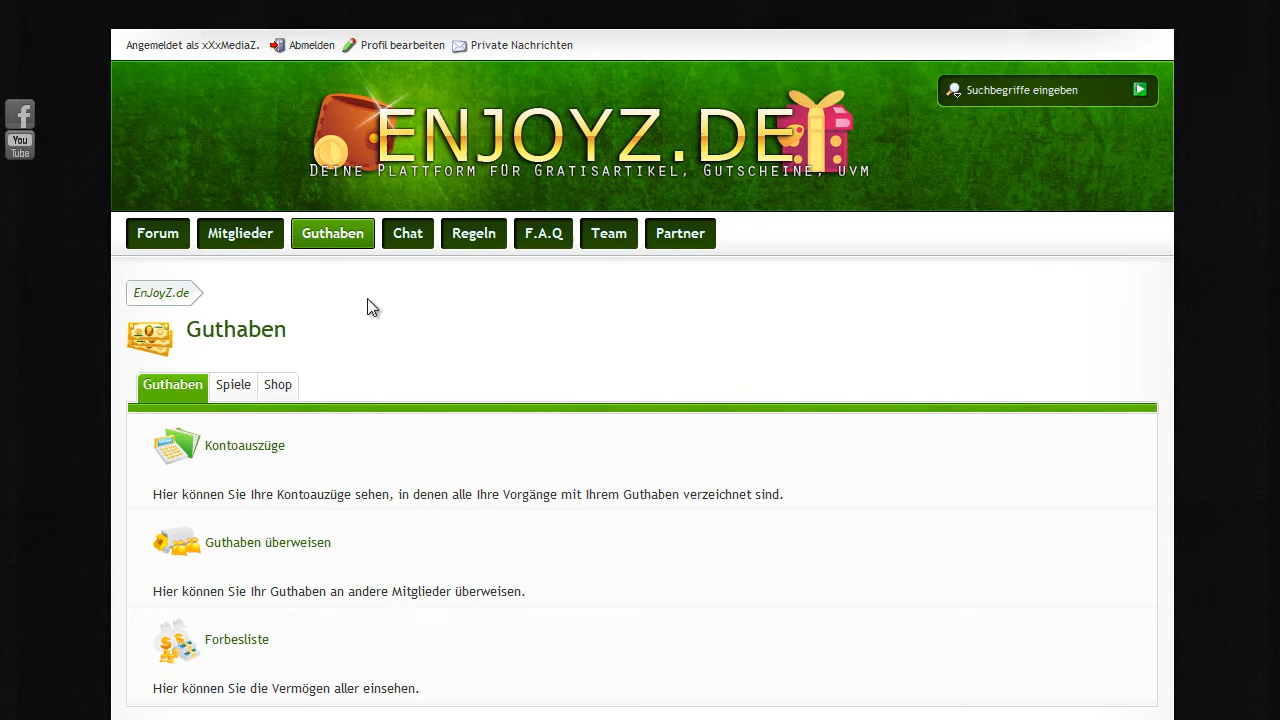 Angemeldet als xXxMediaZ. Abmelden Profil bearbeiten Private Nachrichten
Suchbegriffe eingeben
ENJOYZ.DE
Deine Plattform für Gratisartikel, Gutscheine, uvm
You
Tube
Forum Mitglieder Guthaben Chat Regeln F.A.Q Team Partner
EnJoyZ.de
Guthaben
Guthaben Spiele Shop
Kontoauszüge
Hier können Sie Ihre Kontoauzüge sehen, in denen alle Ihre Vorgänge mit Ihrem Guthaben verzeichnet sind.
Guthaben überweisen
Hier können Sie Ihr Guthaben an andere Mitglieder überweisen.
Forbesliste
Hier können Sie die Vermögen aller einsehen.